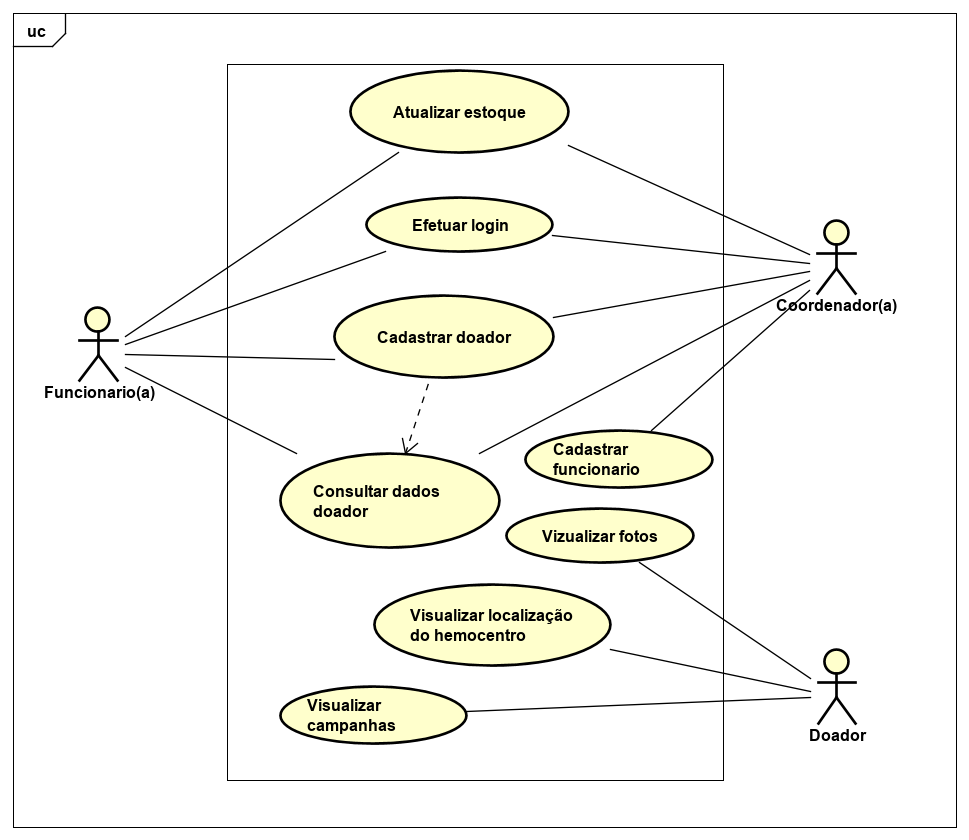 uc
Atualizar estoque
Efetuar login
Coordenador(a)
Cadastrar doador
Funcionario(a)
Cadastrar
funcionario
Consultar dados
doador
Vizualizar fotos
Visualizar localização
do hemocentro
Visualizar
campanhas
Doador